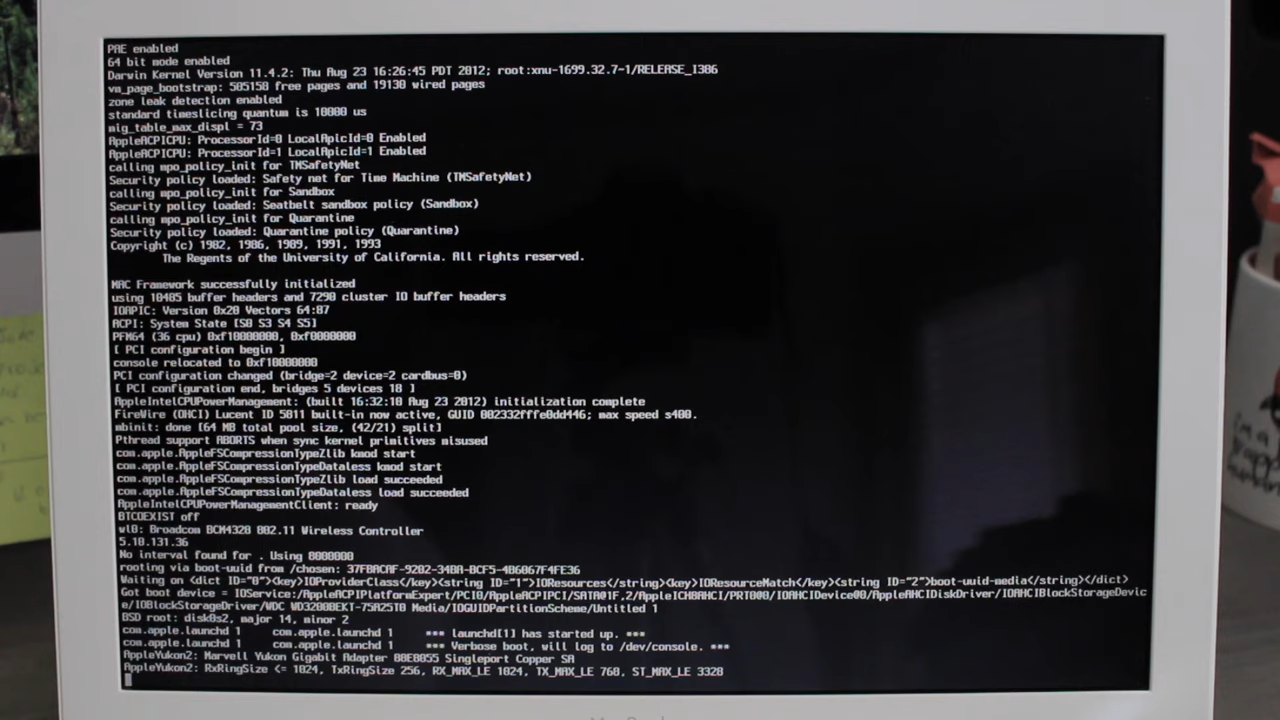 PAE enabled
64 bit mode enabled
Darwin Kernel Version 11.4.2: Thu Aug 23 16:26:45 PDT 2012; root:xnu-1699.32.7~1/RELEASE_I386
vm_page_bootstrap: 505150 free pages and 19130 wired pages
zone leak detection enabled
standard timeslicing quantum is 10000 us
mig_table_max_displ = 73
AppleACPICPU: ProcessorId=0 LocalApicId=0 Enabled
AppleACPICPU: ProcessorId=1 LocalApicId=1 Enabled
calling mpo_policy_init for TMSafetyNet
Security policy loaded: Safety net for Time Machine (TMSafetyNet)
calling mpo_policy_init for Sandbox
Security policy loaded: Seatbelt sandbox policy (Sandbox)
calling mpo_policy_init for Quarantine
Security policy loaded: Quarantine policy (Quarantine)
Copyright (c) 1982, 1986, 1989, 1991, 1993
The Regents of the University of California. All rights reserved.
MAC Framework successfully initialized
using 10485 buffer headers and 7290 cluster IO buffer headers
IOAPIC: Version 0x20 Vectors 64:87
ACPI: System State [S0 S3 S4 S5]
PFM64 (36 cpu) 0xf10000000, 0xf0000000
[ PCI configuration begin ]
console relocated to 0xf10000000
PCI configuration changed (bridge=2 device=2 cardbus=0)
[ PCI configuration end, bridges 5 devices 18 ]
AppleIntelCPUPowerManagement: (built 16:32:10 Aug 23 2012) initialization complete
FireWire (OHCI) Lucent ID 5811 built-in now active, GUID 002332fffe0dd446; max speed s400.
mbinit: done [64 MB total pool size, (42/21) split]
Pthread support ABORTS when sync kernel primitives misused
com.apple.AppleFSCompressionTypeZlib kmod start
com.apple.AppleFSCompressionTypeDataless kmod start
com.apple.AppleFSCompressionTypeZlib load succeeded
com.apple.AppleFSCompressionTypeDataless load succeeded
AppleIntelCPUPowerManagementClient: ready
BTCOEXIST off
wl0: Broadcom BCM4328 802.11 Wireless Controller
5.10.131.36
No interval found for . Using 8000000
rooting via boot-uuid from /chosen: 37FBACAF-9202-34BA-BCF5-4B6067F4FE36
Waiting on <dict ID="0"><key>IOProviderClass</key><string ID="1">IOResources</string><key>IOResourceMatch</key><string ID="2">boot-uuid-media</string></dict>
Got boot device = IOService:/AppleACPIPlatformExpert/PCI0/AppleACPIPCI/SATA@1F,2/AppleICH8AHCI/PRT0@0/IOAHCIDevice@0/AppleAHCIDiskDriver/IOAHCIBlockStorageDevic
e/IOBlockStorageDriver/WDC WD3200BEKT-75A25T0 Media/IOGUIDPartitionScheme/Untitled 1
BSD root: disk0s2, major 14, minor 2
com.apple.launchd 1 com.apple.launchd 1 *** launchd[1] has started up. ***
com.apple.launchd 1 com.apple.launchd 1 *** Verbose boot, will log to /dev/console. ***
AppleYukon2: Marvell Yukon Gigabit Adapter 88E8055 Singleport Copper SA
AppleYukon2: RxRingSize <= 1024, TxRingSize 256, RX_MAX_LE 1024, TX_MAX_LE 768, ST_MAX_LE 3328